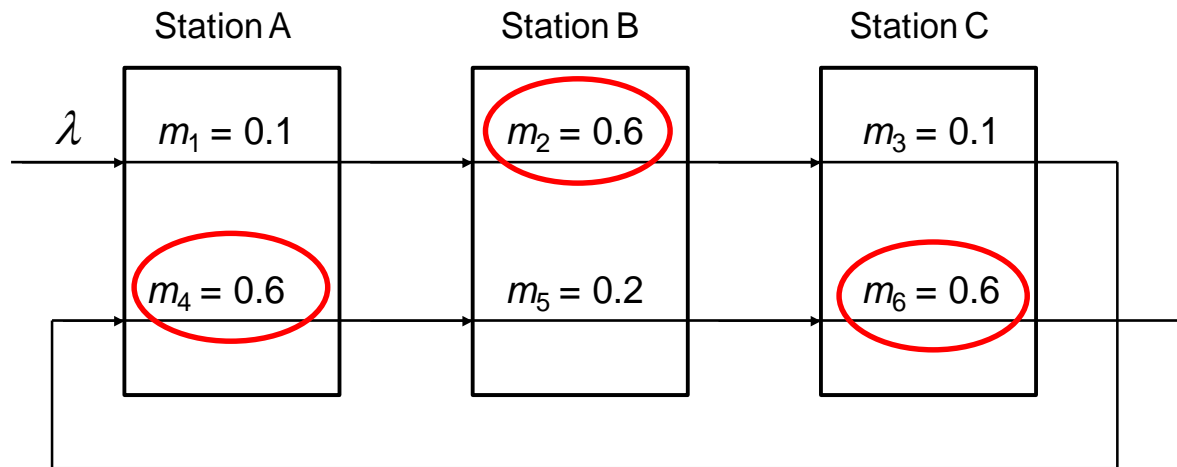 Station A Station B Station C
λ m₁ = 0.1 m₂ = 0.6 m₃ = 0.1
m₄ = 0.6 m₅ = 0.2 m₆ = 0.6